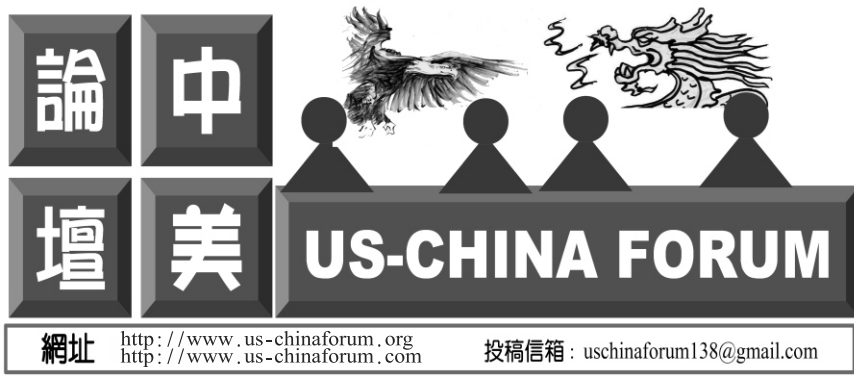 中美
論壇
US-CHINA FORUM
網址 http://www.us-chinaforum.org
http://www.us-chinaforum.com
投稿信箱：uschinaforum138@gmail.com